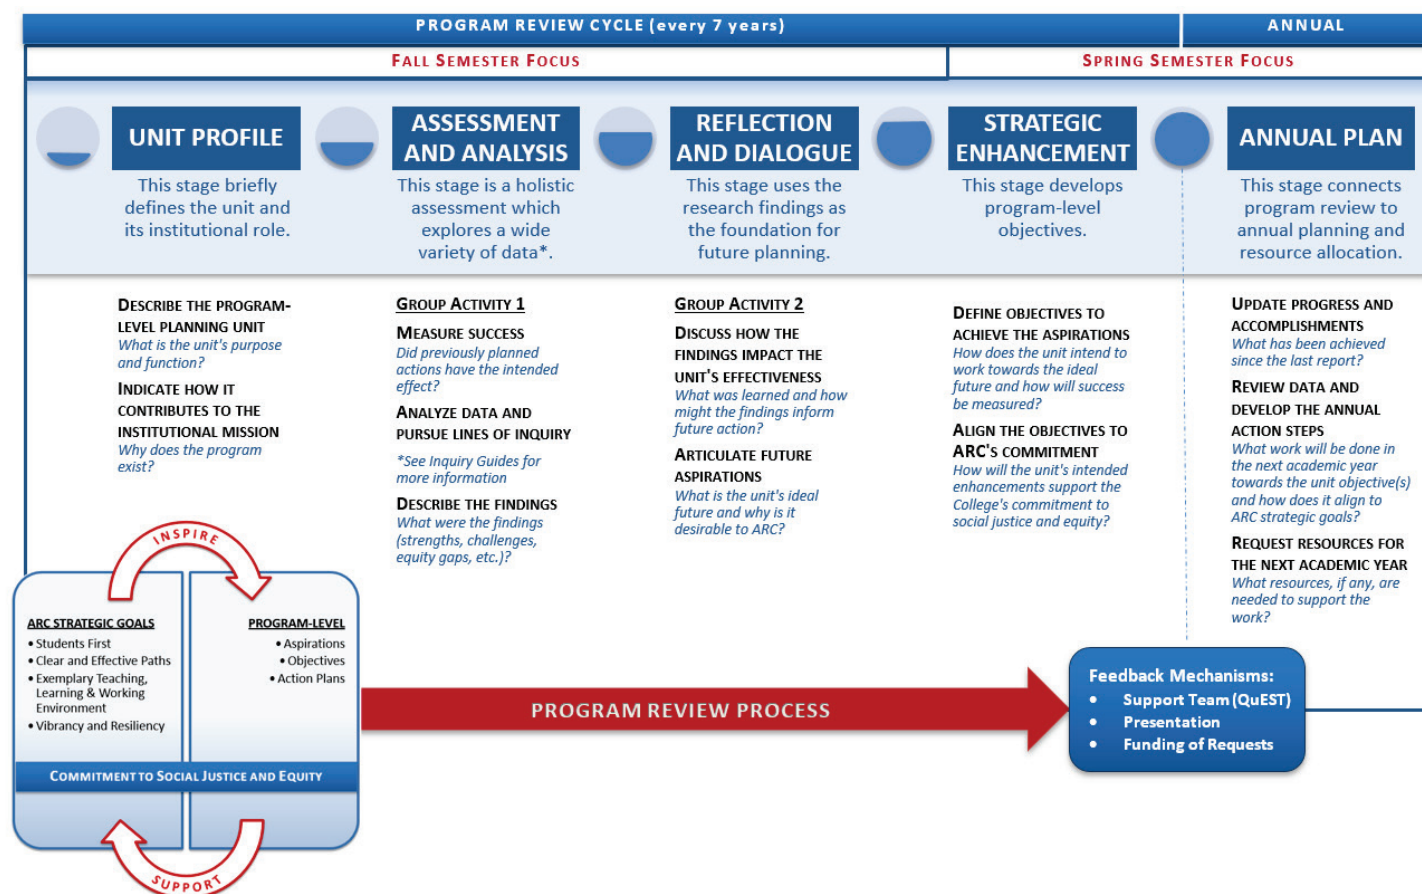 PROGRAM REVIEW CYCLE (every 7 years)
ANNUAL
FALL SEMESTER FOCUS
SPRING SEMESTER FOCUS
UNIT PROFILE
This stage briefly
defines the unit and
its institutional role.
ASSESSMENT
AND ANALYSIS
This stage is a holistic
assessment which
explores a wide
variety of data*.
REFLECTION
AND DIALOGUE
This stage uses the
research findings as
the foundation for
future planning.
STRATEGIC
ENHANCEMENT
This stage develops
program-level
objectives.
ANNUAL PLAN
This stage connects
program review to
annual planning and
resource allocation.
DESCRIBE THE PROGRAM-
LEVEL PLANNING UNIT
What is the unit's purpose
and function?
INDICATE HOW IT
CONTRIBUTES TO THE
INSTITUTIONAL MISSION
Why does the program
exist?
GROUP ACTIVITY 1
MEASURE SUCCESS
Did previously planned
actions have the intended
effect?
ANALYZE DATA AND
PURSUE LINES OF INQUIRY
*See Inquiry Guides for
more information
DESCRIBE THE FINDINGS
What were the findings
(strengths, challenges,
equity gaps, etc.)?
GROUP ACTIVITY 2
DISCUSS HOW THE
FINDINGS IMPACT THE
UNIT'S EFFECTIVENESS
What was learned and how
might the findings inform
future action?
ARTICULATE FUTURE
ASPIRATIONS
What is the unit's ideal
future and why is it
desirable to ARC?
DEFINE OBJECTIVES TO
ACHIEVE THE ASPIRATIONS
How does the unit intend to
work towards the ideal
future and how will success
be measured?
ALIGN THE OBJECTIVES TO
ARC'S COMMITMENT
How will the unit's intended
enhancements support the
College's commitment to
social justice and equity?
UPDATE PROGRESS AND
ACCOMPLISHMENTS
What has been achieved
since the last report?
REVIEW DATA AND
DEVELOP THE ANNUAL
ACTION STEPS
What work will be done in
the next academic year
towards the unit objective(s)
and how does it align to
ARC strategic goals?
REQUEST RESOURCES FOR
THE NEXT ACADEMIC YEAR
What resources, if any, are
needed to support the
work?
INSPIRE
ARC STRATEGIC GOALS
• Students First
• Clear and Effective Paths
• Exemplary Teaching,
Learning & Working
Environment
• Vibrancy and Resiliency
PROGRAM-LEVEL
• Aspirations
• Objectives
• Action Plans
COMMITMENT TO SOCIAL JUSTICE AND EQUITY
SUPPORT
PROGRAM REVIEW PROCESS
Feedback Mechanisms:
• Support Team (QuEST)
• Presentation
• Funding of Requests